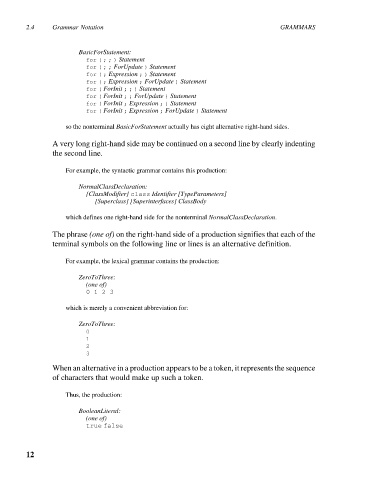 2.4 Grammar Notation GRAMMARS
BasicForStatement:
for ( ; ; ) Statement
for ( ; ; ForUpdate ) Statement
for ( ; Expression ; ) Statement
for ( ; Expression ; ForUpdate ) Statement
for ( ForInit ; ; ) Statement
for ( ForInit ; ; ForUpdate ) Statement
for ( ForInit ; Expression ; ) Statement
for ( ForInit ; Expression ; ForUpdate ) Statement
so the nonterminal BasicForStatement actually has eight alternative right-hand sides.
A very long right-hand side may be continued on a second line by clearly indenting
the second line.
For example, the syntactic grammar contains this production:
NormalClassDeclaration:
{ClassModifier} class Identifier [TypeParameters]
[Superclass] [Superinterfaces] ClassBody
which defines one right-hand side for the nonterminal NormalClassDeclaration.
The phrase (one of) on the right-hand side of a production signifies that each of the
terminal symbols on the following line or lines is an alternative definition.
For example, the lexical grammar contains the production:
ZeroToThree:
(one of)
0 1 2 3
which is merely a convenient abbreviation for:
ZeroToThree:
0
1
2
3
When an alternative in a production appears to be a token, it represents the sequence
of characters that would make up such a token.
Thus, the production:
BooleanLiteral:
(one of)
true false
12